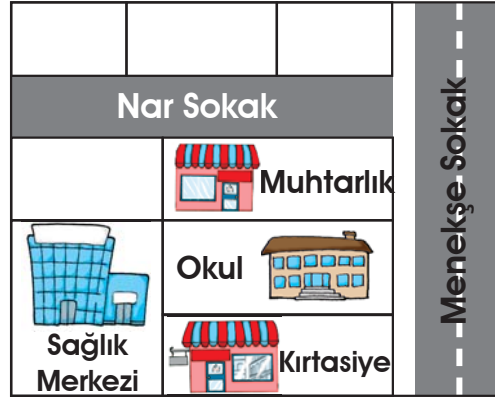 Nar Sokak
Muhtarlık
Okul
Sağlık
Merkezi
Kırtasiye
Menekşe Sokak